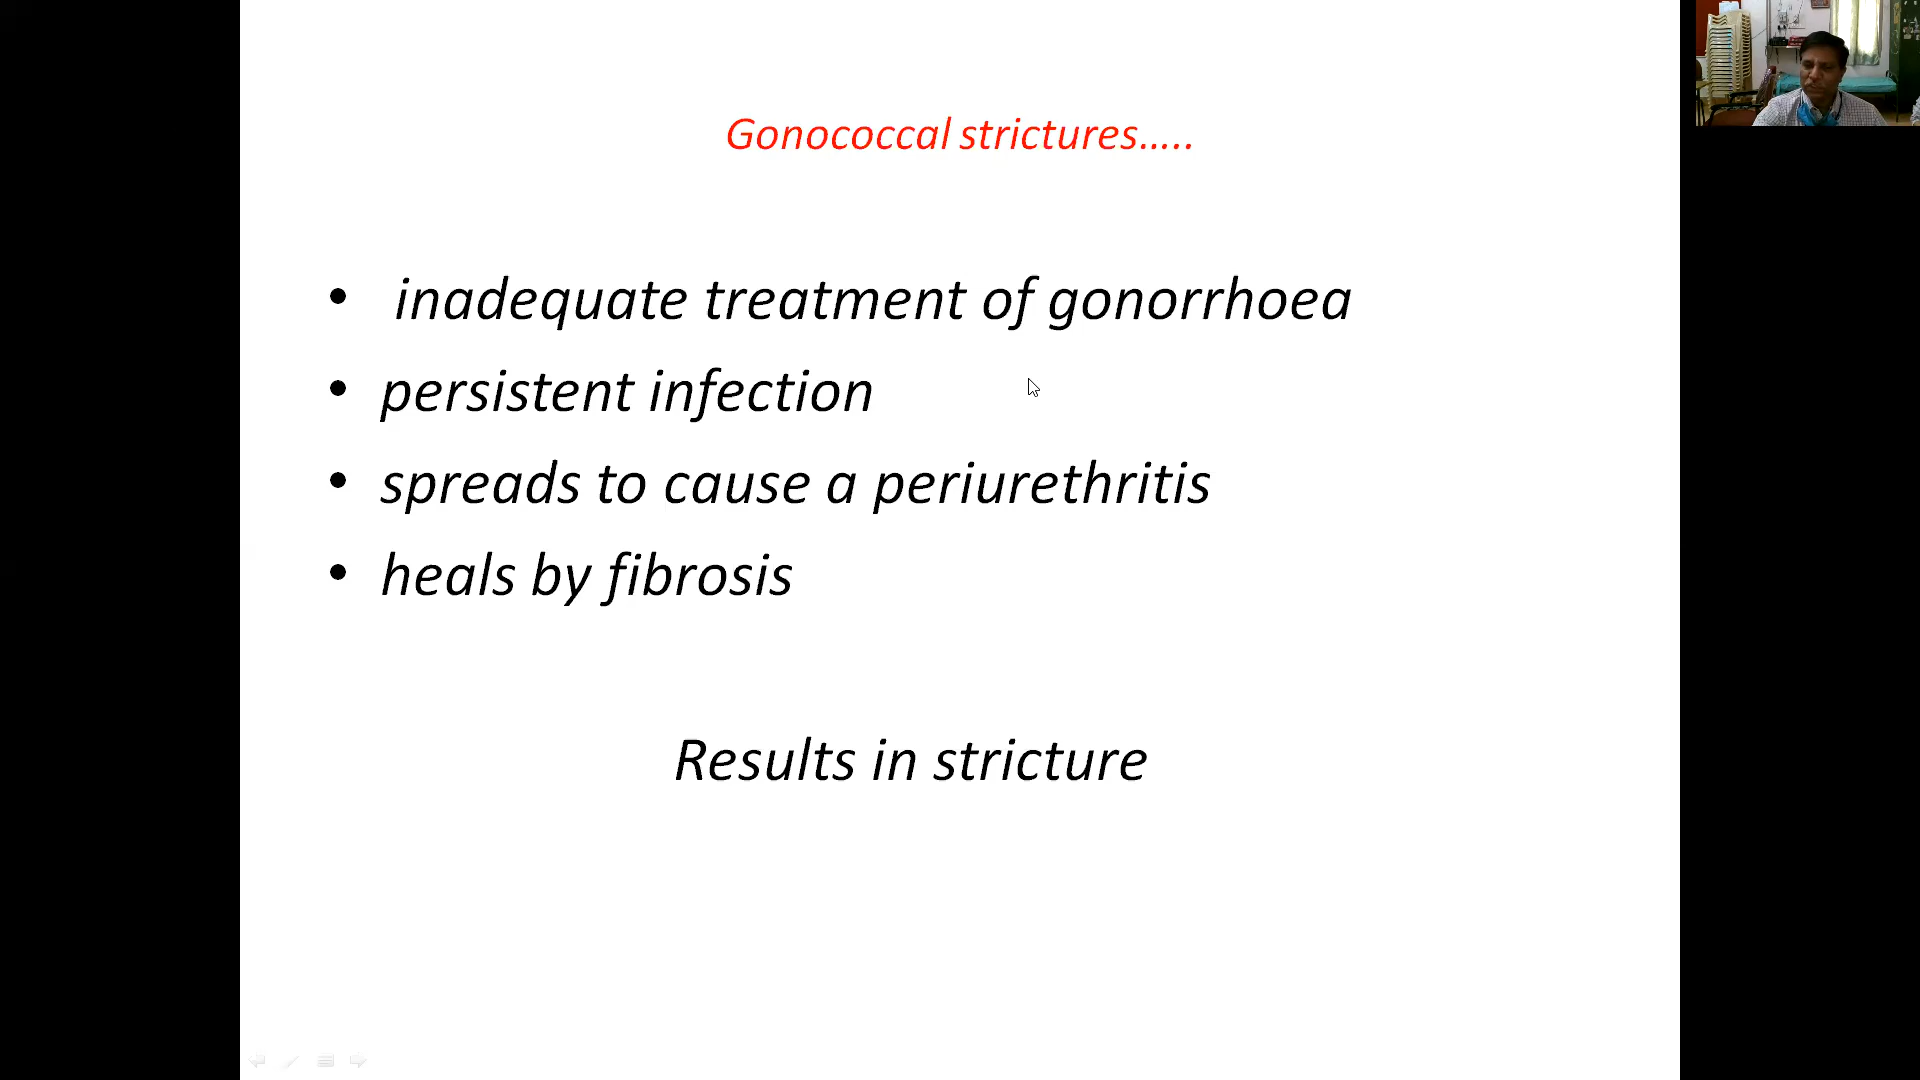 Gonococcal strictures.....
• inadequate treatment of gonorrhoea
• persistent infection
• spreads to cause a periurethritis
• heals by fibrosis
Results in stricture